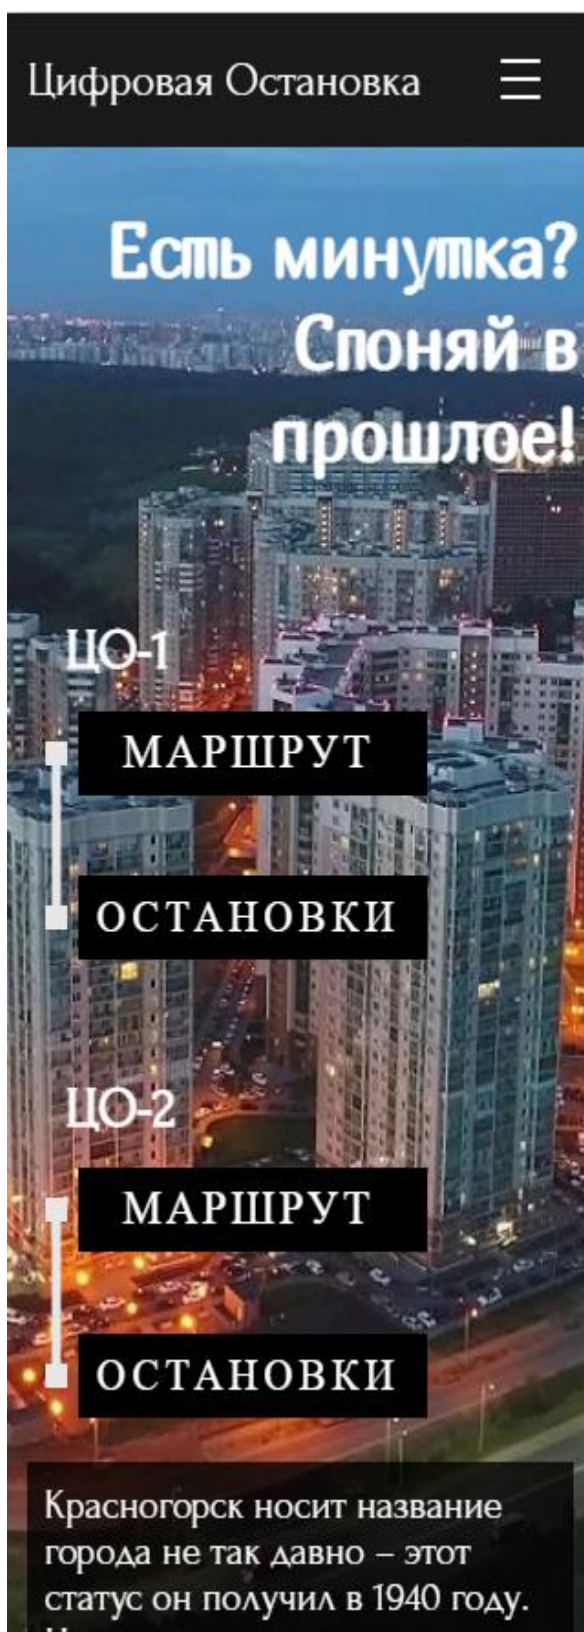 Цифровая Остановка
Есть минутка?
Споняй в
прошлое!
ЦО-1
МАРШРУТ
ОСТАНОВКИ
ЦО-2
МАРШРУТ
ОСТАНОВКИ
Красногорск носит название
города не так давно – этот
статус он получил в 1940 году.